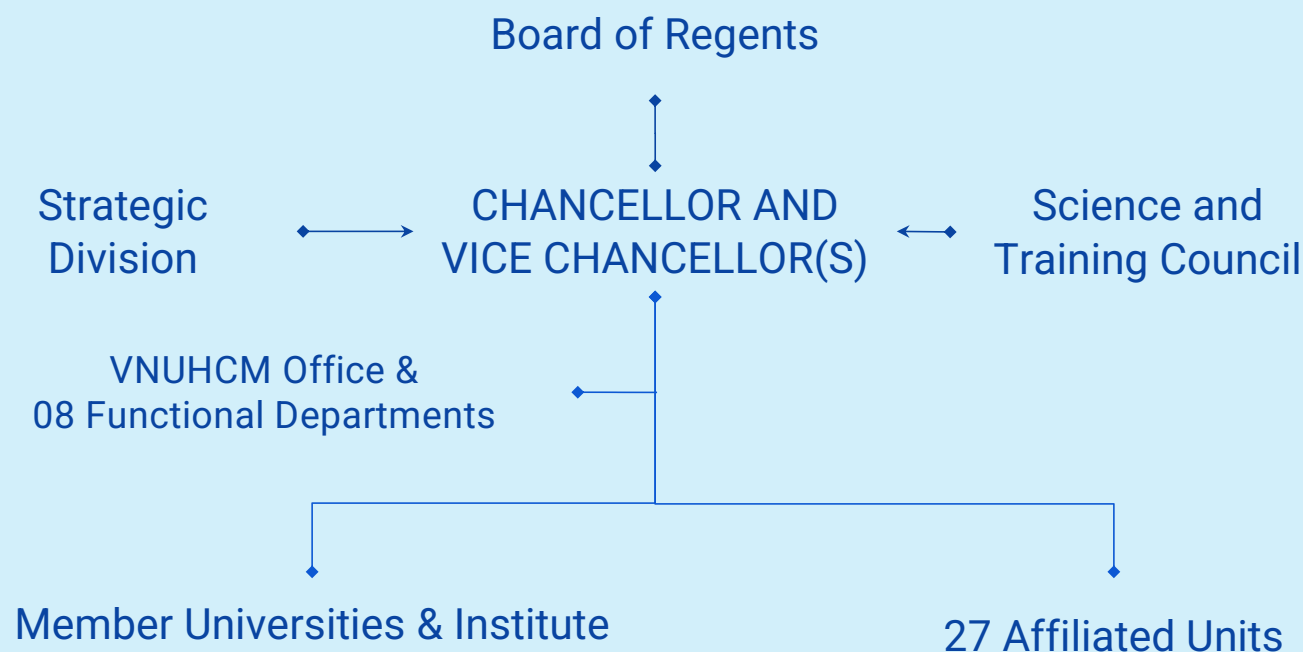 Board of Regents
Strategic
Division
CHANCELLOR AND
VICE CHANCELLOR(S)
Science and
Training Council
VNUHCM Office &
08 Functional Departments
Member Universities & Institute
27 Affiliated Units